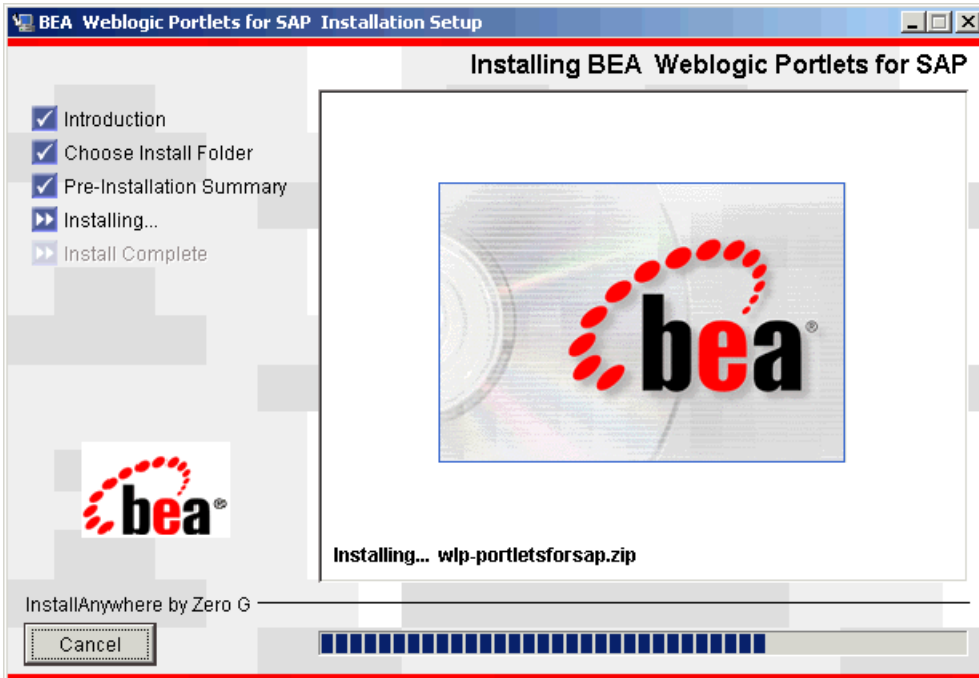 BEA Weblogic Portlets for SAP Installation Setup
Installing BEA Weblogic Portlets for SAP
Introduction
Choose Install Folder
Pre-Installation Summary
Installing...
Install Complete
bea®
bea®
Installing... wlp-portletsforsap.zip
InstallAnywhere by Zero G
Cancel